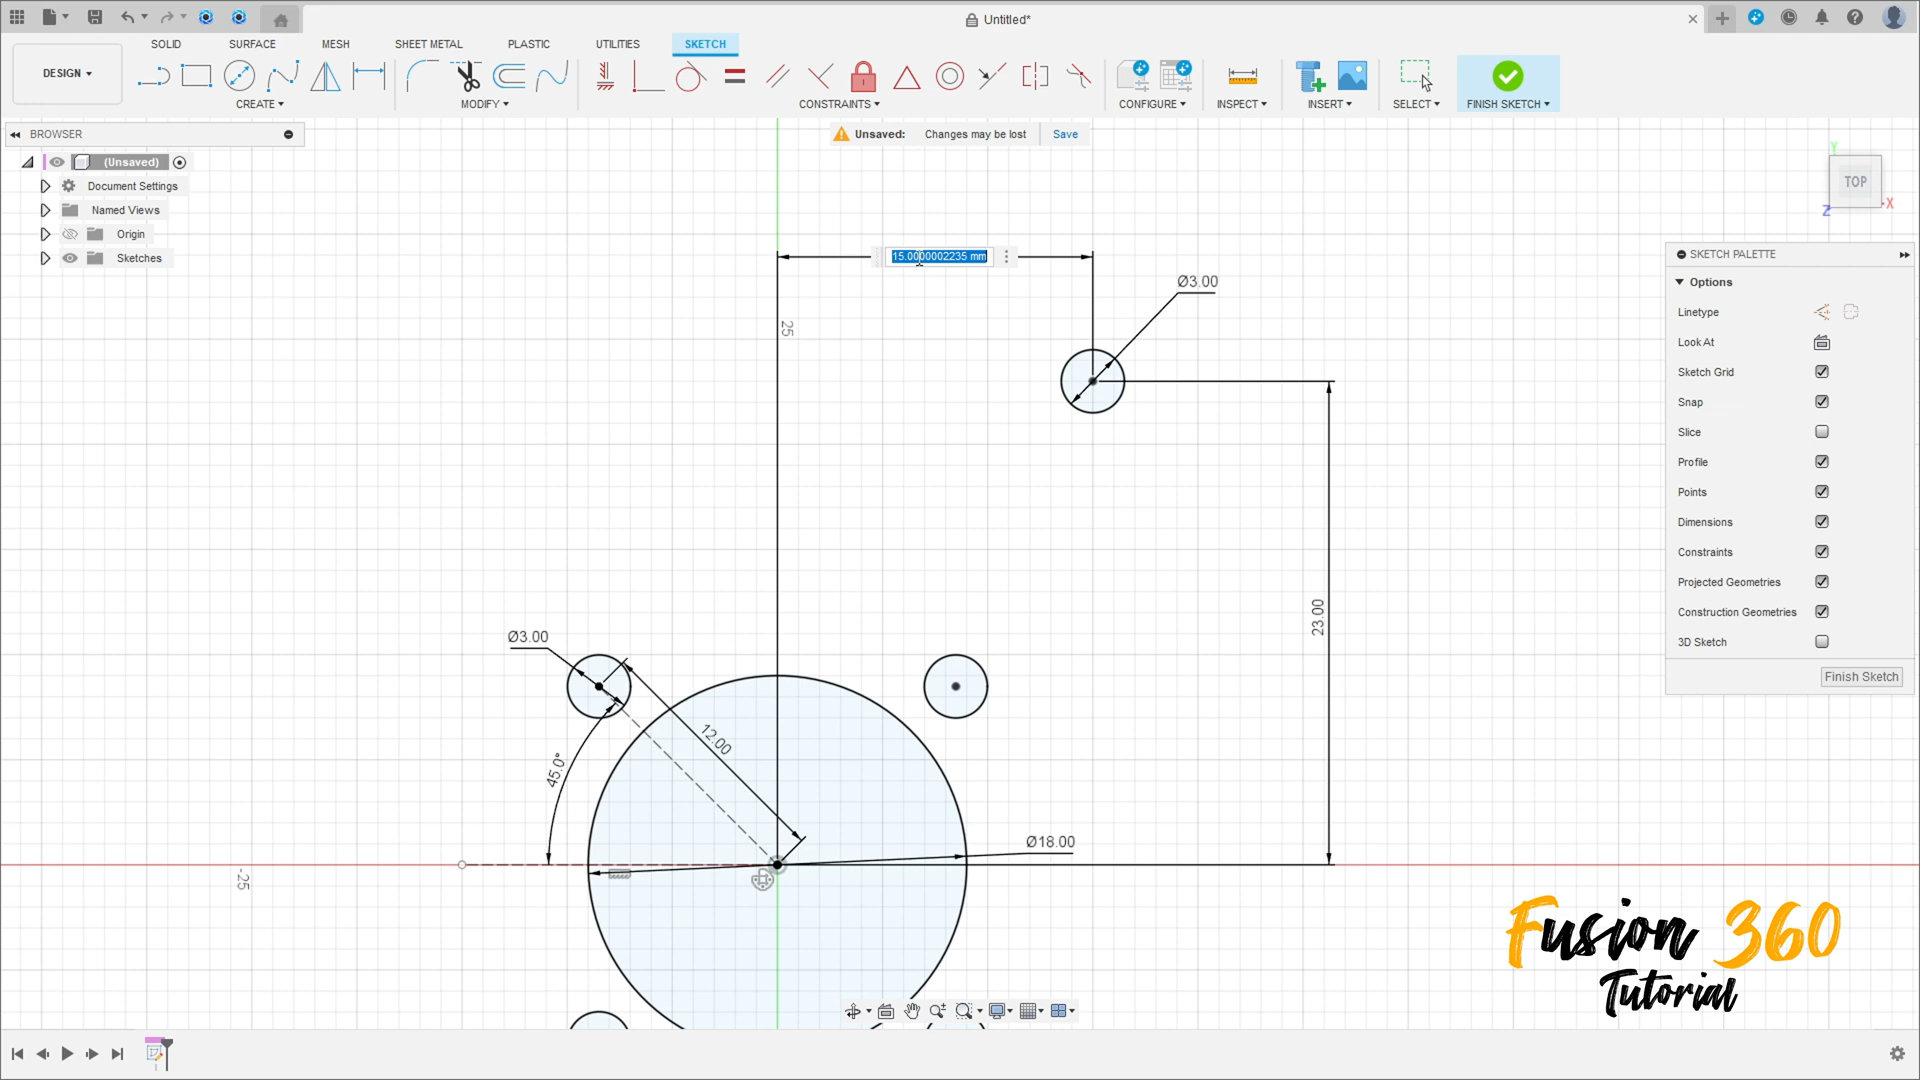 Untitled*
SOLID SURFACE MESH SHEET METAL PLASTIC UTILITIES SKETCH
DESIGN
CREATE MODIFY CONSTRAINTS CONFIGURE INSPECT INSERT SELECT FINISH SKETCH
BROWSER
Unsaved: Changes may be lost Save
(Unsaved)
Document Settings
Named Views
Origin
Sketches
Y
TOP
X
Z
15.0000002235 mm
Ø3.00
25
SKETCH PALETTE
Options
Linetype
Look At
Sketch Grid
Snap
Slice
Profile
Points
Dimensions
Constraints
Projected Geometries
Construction Geometries
3D Sketch
Finish Sketch
23.00
Ø3.00
12.00
45.0°
Ø18.00
-25
Fusion 360
Tutorial